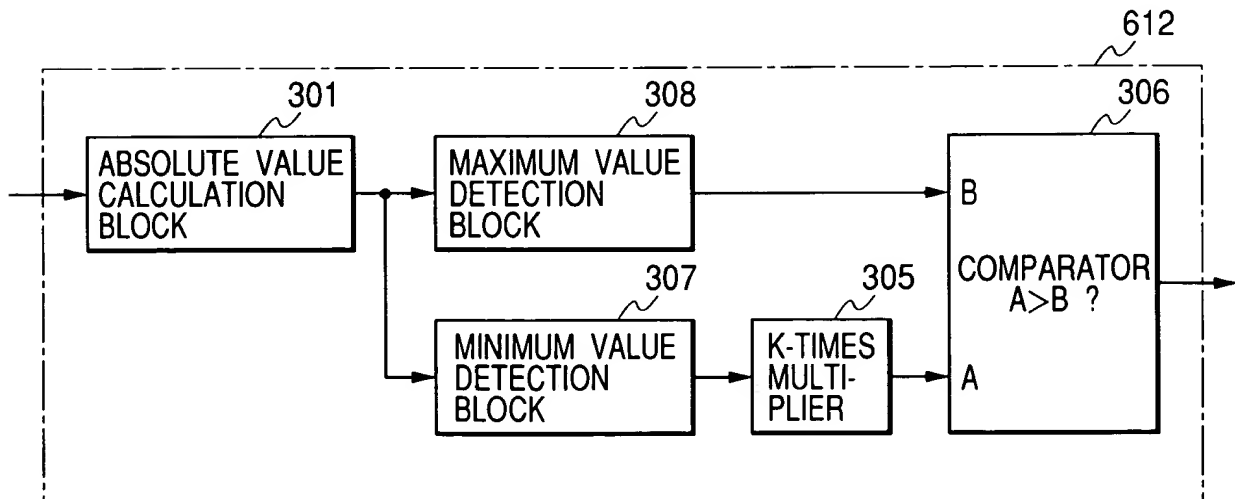 612
301
308
306
ABSOLUTE VALUE
CALCULATION
BLOCK
MAXIMUM VALUE
DETECTION
BLOCK
B
COMPARATOR
A>B ?
A
307
305
MINIMUM VALUE
DETECTION
BLOCK
K-TIMES
MULTI-
PLIER